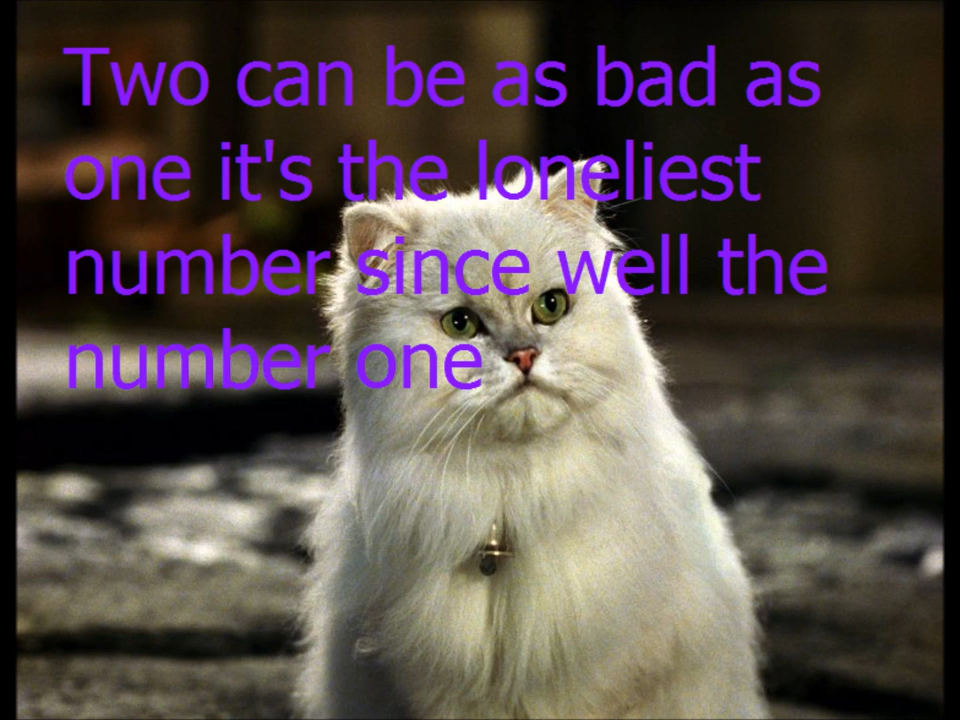 Two can be as bad as
one it's the loneliest
number since well the
number one